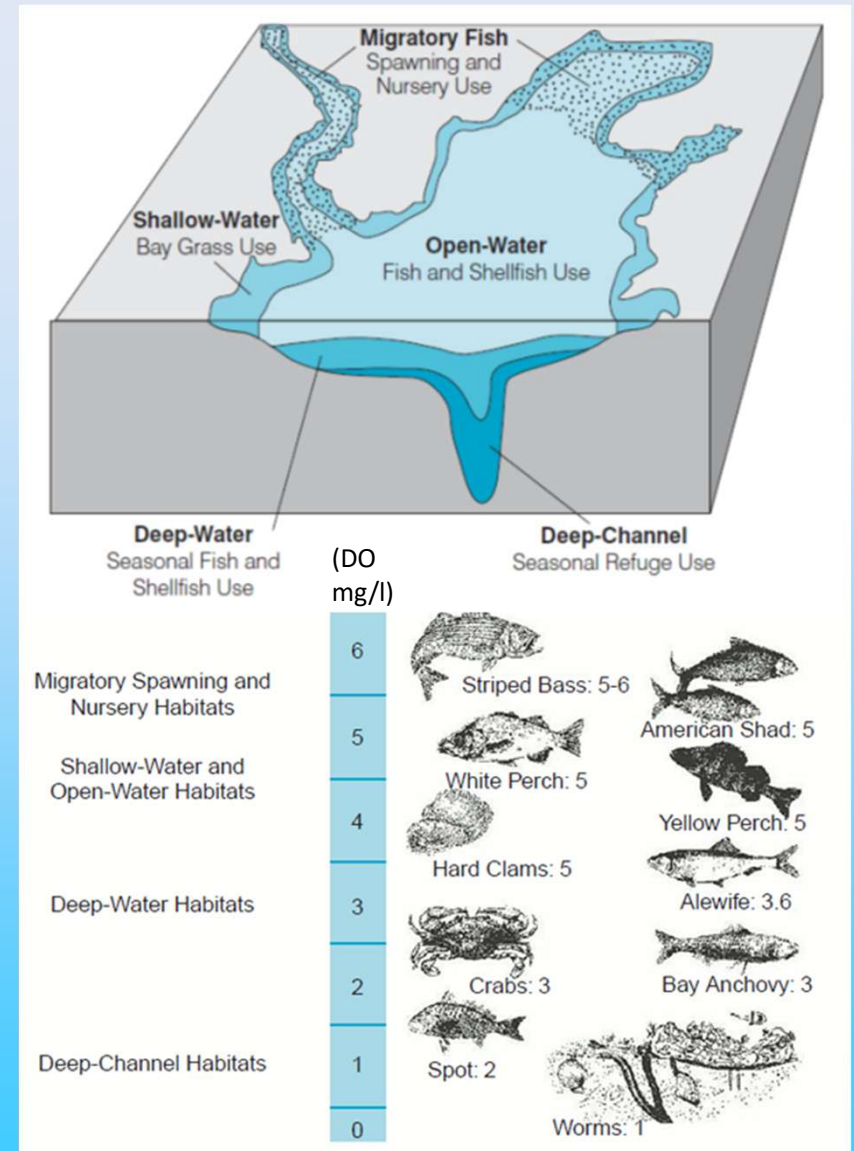 Migratory Fish
Spawning and
Nursery Use
Shallow-Water
Bay Grass Use
Open-Water
Fish and Shellfish Use
Deep-Water
Seasonal Fish and
Shellfish Use
Deep-Channel
Seasonal Refuge Use
(DO
mg/l)
Migratory Spawning and
Nursery Habitats
Shallow-Water and
Open-Water Habitats
Deep-Water Habitats
Deep-Channel Habitats
6
5
4
3
2
1
0
Striped Bass: 5-6
American Shad: 5
White Perch: 5
Yellow Perch: 5
Hard Clams: 5
Alewife: 3.6
Crabs: 3
Bay Anchovy: 3
Spot: 2
Worms: 1